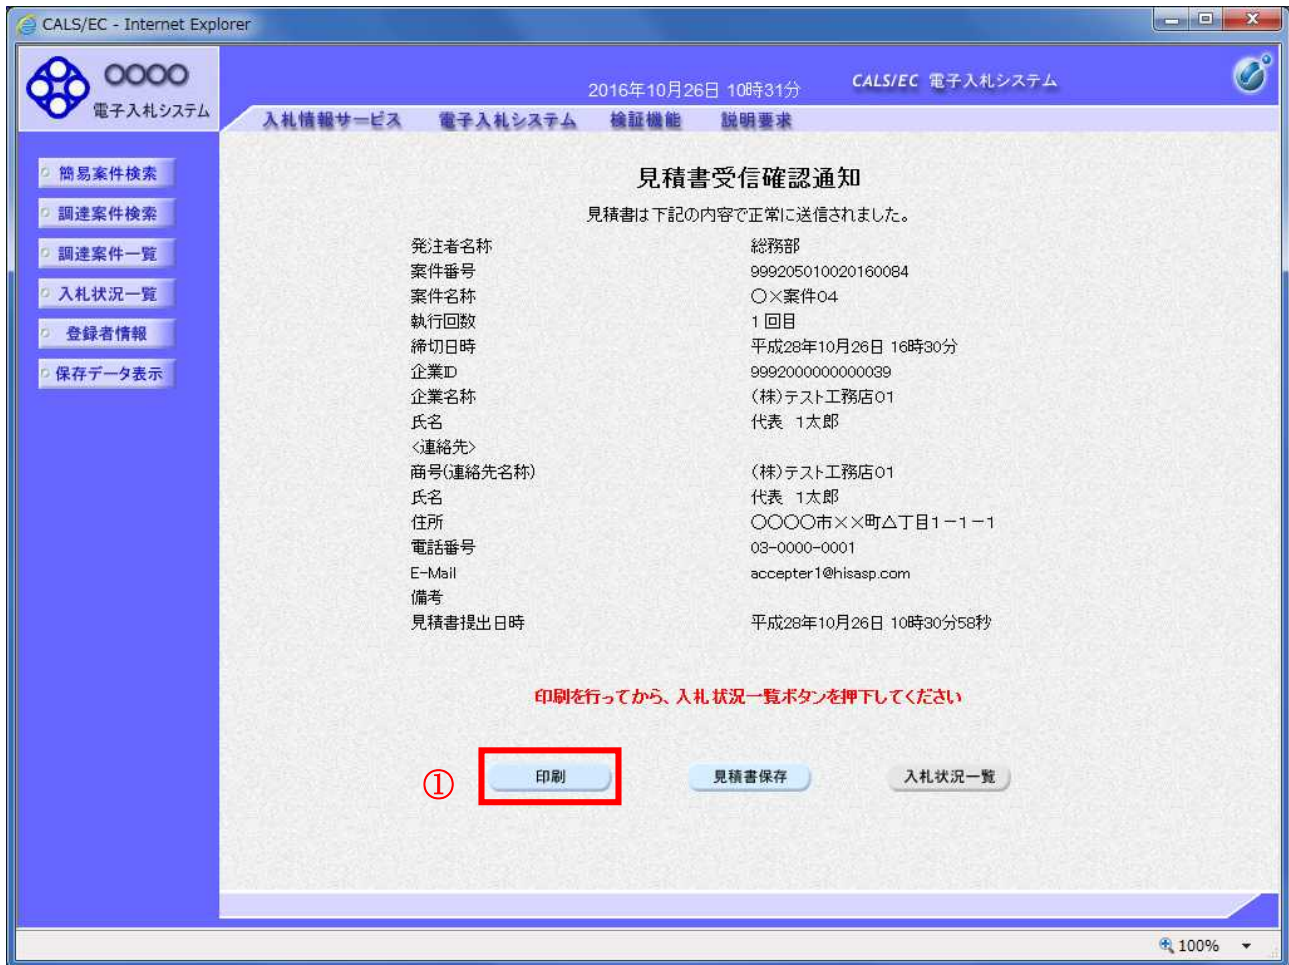 CALS/EC - Internet Explorer
〇〇〇〇
電子入札システム
2016年10月26日 10時31分
CALS/EC 電子入札システム
入札情報サービス 電子入札システム 検証機能 説明要求
簡易案件検索
調達案件検索
調達案件一覧
入札状況一覧
登録者情報
保存データ表示
見積書受信確認通知
見積書は下記の内容で正常に送信されました。
発注者名称 総務部
案件番号 999205010020160084
案件名称 〇×案件04
執行回数 1回目
締切日時 平成28年10月26日 16時30分
企業ID 9992000000000039
企業名称 (株)テスト工務店01
氏名 代表 1太郎
<連絡先>
商号(連絡先名称) (株)テスト工務店01
氏名 代表 1太郎
住所 〇〇〇〇市××町△丁目1-1-1
電話番号 03-0000-0001
E-Mail accepter1@hisasp.com
備考
見積書提出日時 平成28年10月26日 10時30分58秒
印刷を行ってから、入札状況一覧ボタンを押下してください
① 印刷 見積書保存 入札状況一覧
100%